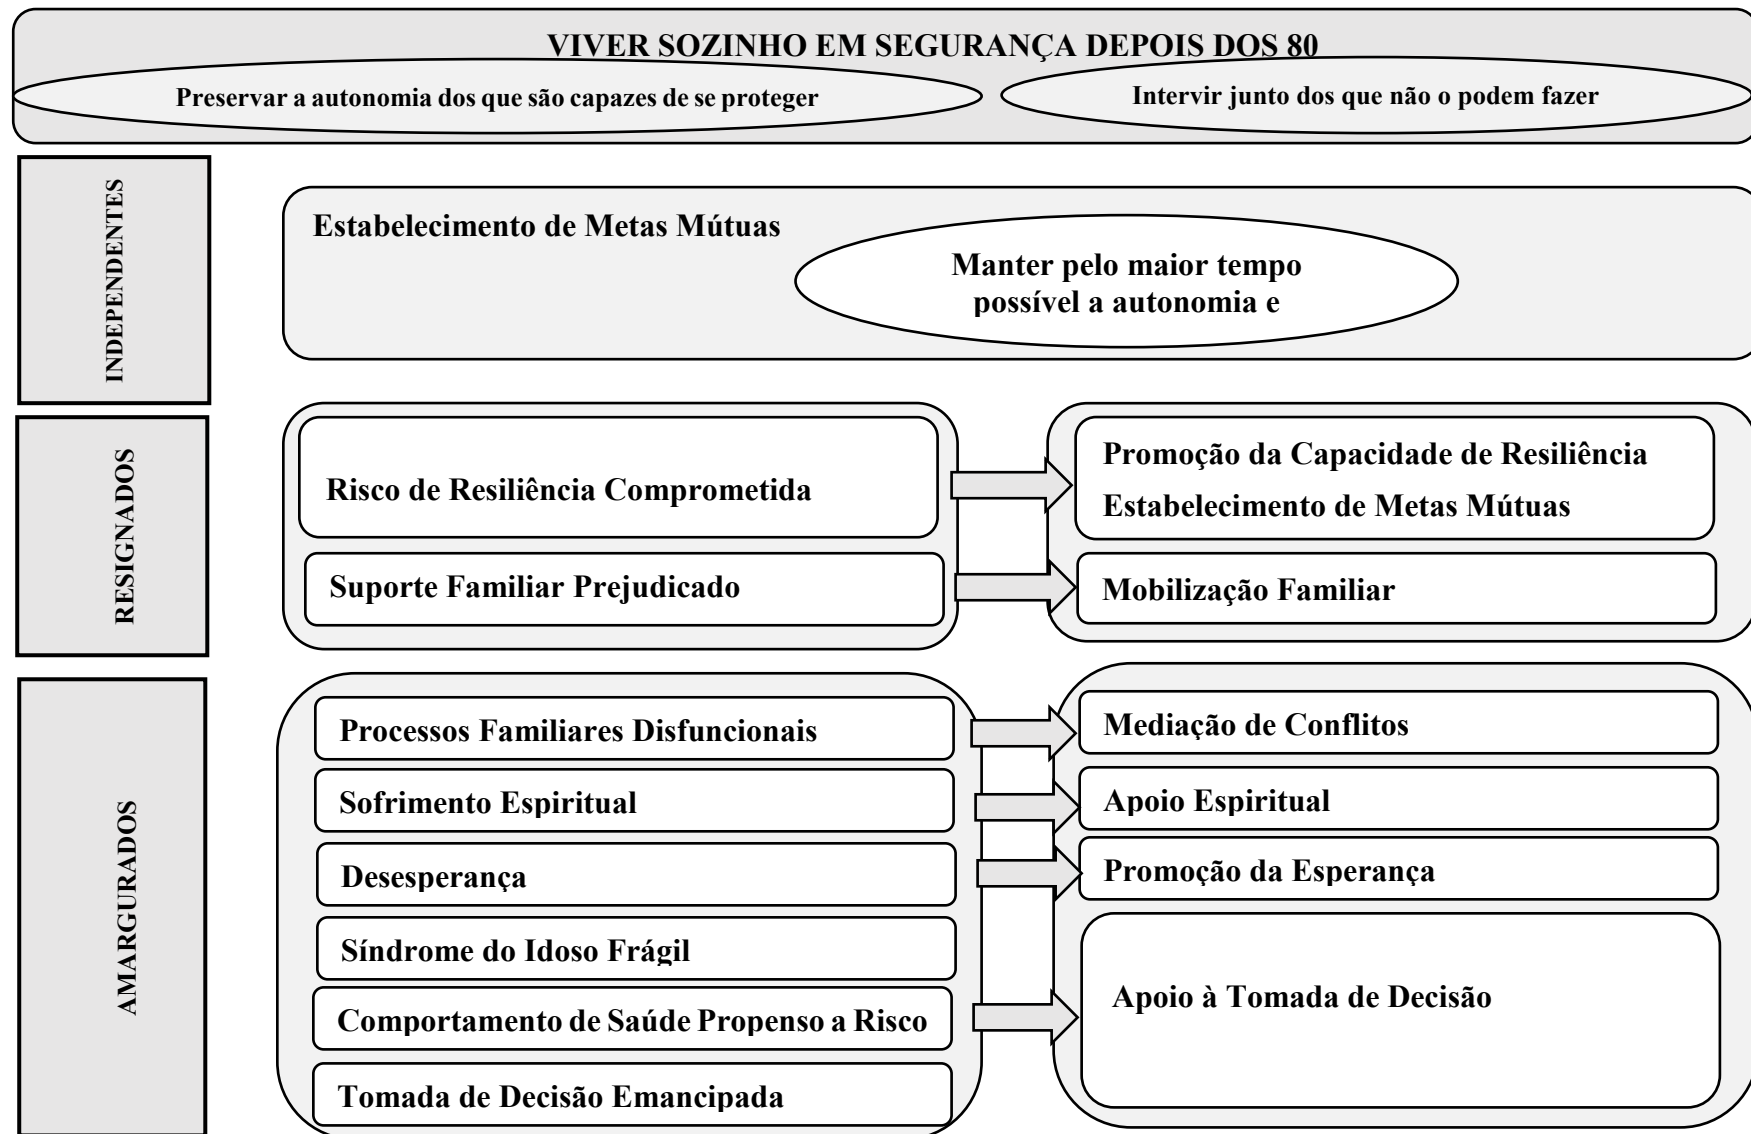 VIVER SOZINHO EM SEGURANÇA DEPOIS DOS 80
Preservar a autonomia dos que são capazes de se proteger
Intervir junto dos que não o podem fazer
INDEPENDENTES
Estabelecimento de Metas Mútuas
Manter pelo maior tempo
possível a autonomia e
RESIGNADOS
Risco de Resiliência Comprometida
Promoção da Capacidade de Resiliência
Estabelecimento de Metas Mútuas
Suporte Familiar Prejudicado
Mobilização Familiar
AMARGURADOS
Processos Familiares Disfuncionais
Mediação de Conflitos
Sofrimento Espiritual
Apoio Espiritual
Desesperança
Promoção da Esperança
Síndrome do Idoso Frágil
Comportamento de Saúde Propenso a Risco
Tomada de Decisão Emancipada
Apoio à Tomada de Decisão